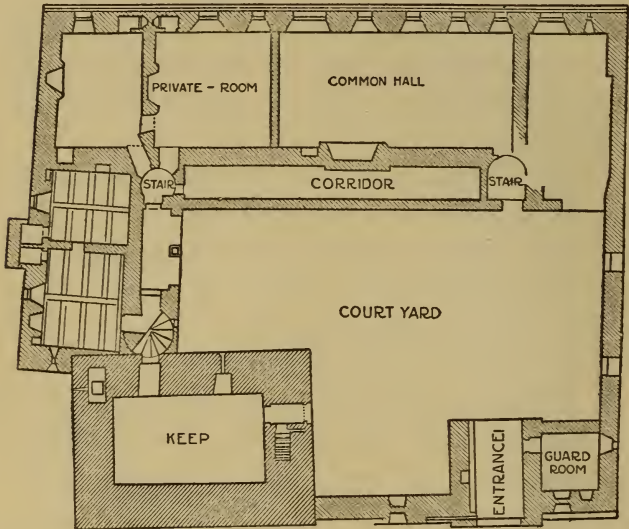 PRIVATE - ROOM
COMMON HALL
STAIR
CORRIDOR
STAIR
COURT YARD
KEEP
ENTRANCE
GUARD
ROOM